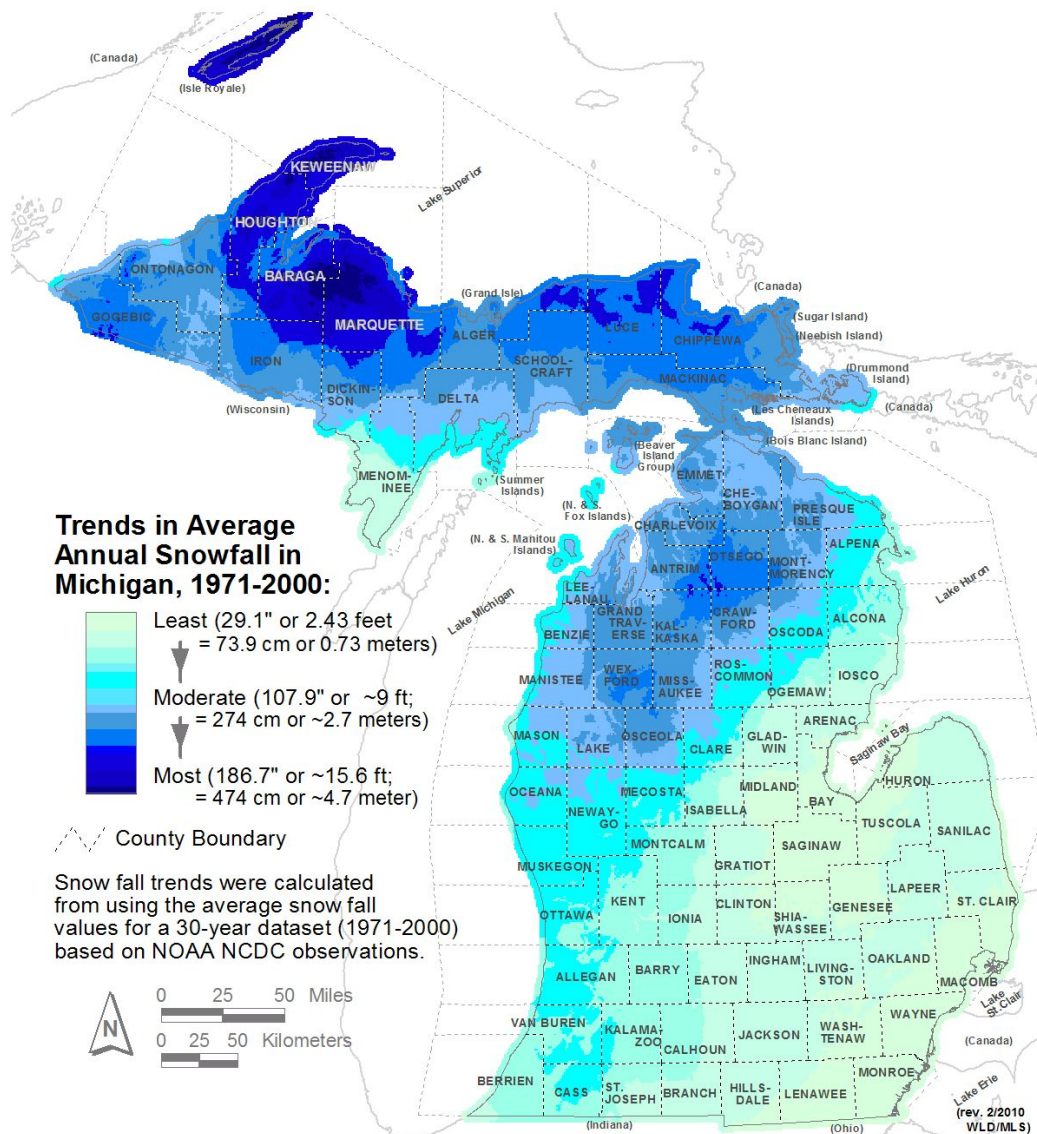 (Canada)
(Isle Royale)
KEWEENAW
Lake Superior
HOUGHTON
ONTONAGON
BARAGA
(Grand Isle)
(Canada)
GOGEBIC
MARQUETTE
ALGER
LUCE
(Sugar Island)
CHIPPEWA
(Neebish Island)
IRON
SCHOOL-
CRAFT
(Drummond
Island)
MACKINAC
DICKIN-
SON
DELTA
(Wisconsin)
(Les Cheneaux
Islands)
(Canada)
(Bois Blanc Island)
(Beaver
Island
Group)
MENOM-
INEE
(Summer
Islands)
EMMET
CHE-
BOYGAN
(N. & S.
Fox Islands)
PRESQUE
ISLE
CHARLEVOIX
(N. & S. Manitou
Islands)
ALPENA
OTSEGO
MONT-
MORENCY
ANTRIM
Trends in Average
Annual Snowfall in
Michigan, 1971-2000:
LEE-
LANAU
Lake Michigan
Lake Huron
GRAND
TRAV-
ERSE
KAL-
KASKA
CRAW-
FORD
OSCODA
ALCONA
BENZIE
Least (29.1" or 2.43 feet
= 73.9 cm or 0.73 meters)
MANISTEE
WEX-
FORD
MISS-
AUKEE
ROS-
COMMON
OGEMAW
IOSCO
Moderate (107.9" or ~9 ft;
= 274 cm or ~2.7 meters)
ARENAC
MASON
LAKE
OSCEOLA
CLARE
GLAD-
WIN
Saginaw Bay
Most (186.7" or ~15.6 ft;
= 474 cm or ~4.7 meter)
HURON
OCEANA
NEWAY-
GO
MECOSTA
ISABELLA
MIDLAND
BAY
County Boundary
TUSCOLA
SANILAC
MONTCALM
GRATIOT
SAGINAW
MUSKEGON
Snow fall trends were calculated
from using the average snow fall
values for a 30-year dataset (1971-2000)
based on NOAA NCDC observations.
LAPEER
ST. CLAIR
KENT
IONIA
CLINTON
SHIA-
WASSEE
GENESEE
OTTAWA
ALLEGAN
BARRY
EATON
INGHAM
LIVING-
STON
OAKLAND
MACOMB
Lake
St.Clair
N
0 25 50 Miles
0 25 50 Kilometers
VAN BUREN
KALAMA-
ZOO
CALHOUN
JACKSON
WASH-
TENAW
WAYNE
(Canada)
BERRIEN
CASS
ST.
JOSEPH
BRANCH
HILLS-
DALE
LENAWEE
MONROE
Lake Erie
(Indiana)
(Ohio)
(rev. 2/2010
WLD/MLS)